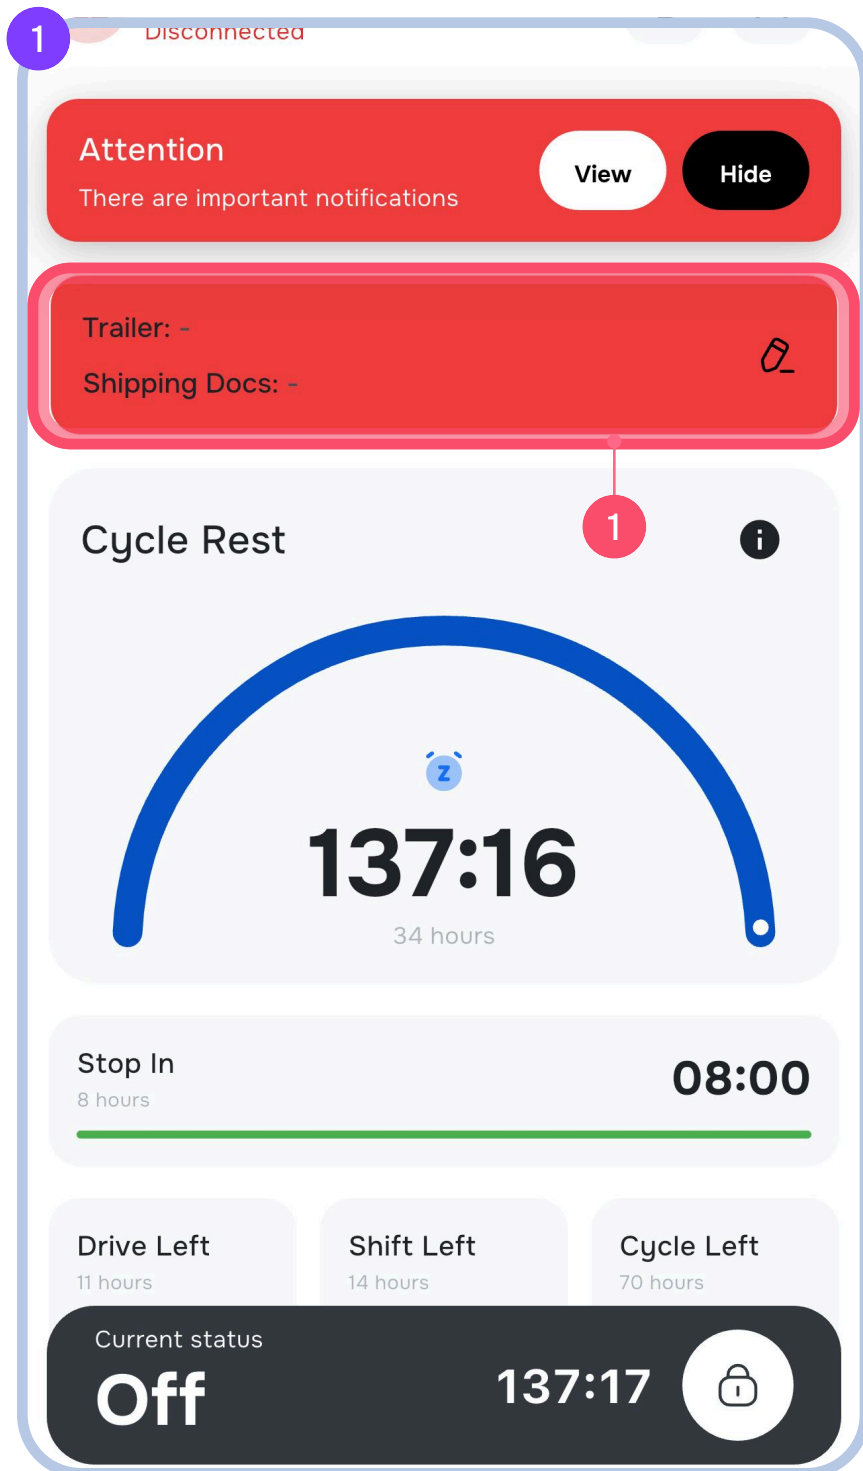 1
Disconnected
Attention
There are important notifications
View
Hide
Trailer: -
Shipping Docs: -
1
Cycle Rest
i
z
137:16
34 hours
Stop In
8 hours
08:00
Drive Left
11 hours
Shift Left
14 hours
Cycle Left
70 hours
Current status
Off
137:17